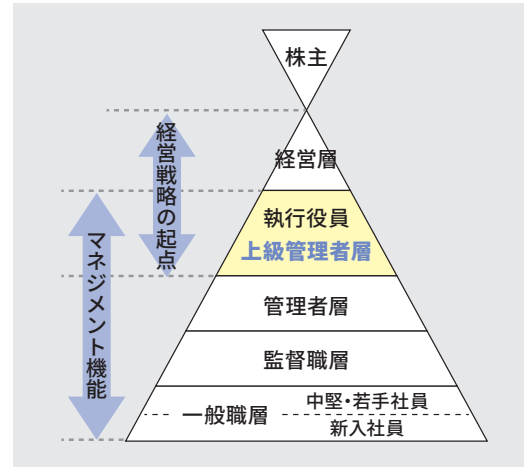 株主
経営層
経営戦略の起点
執行役員
上級管理者層
マネジメント機能
管理者層
監督職層
一般職層
中堅・若手社員
新入社員